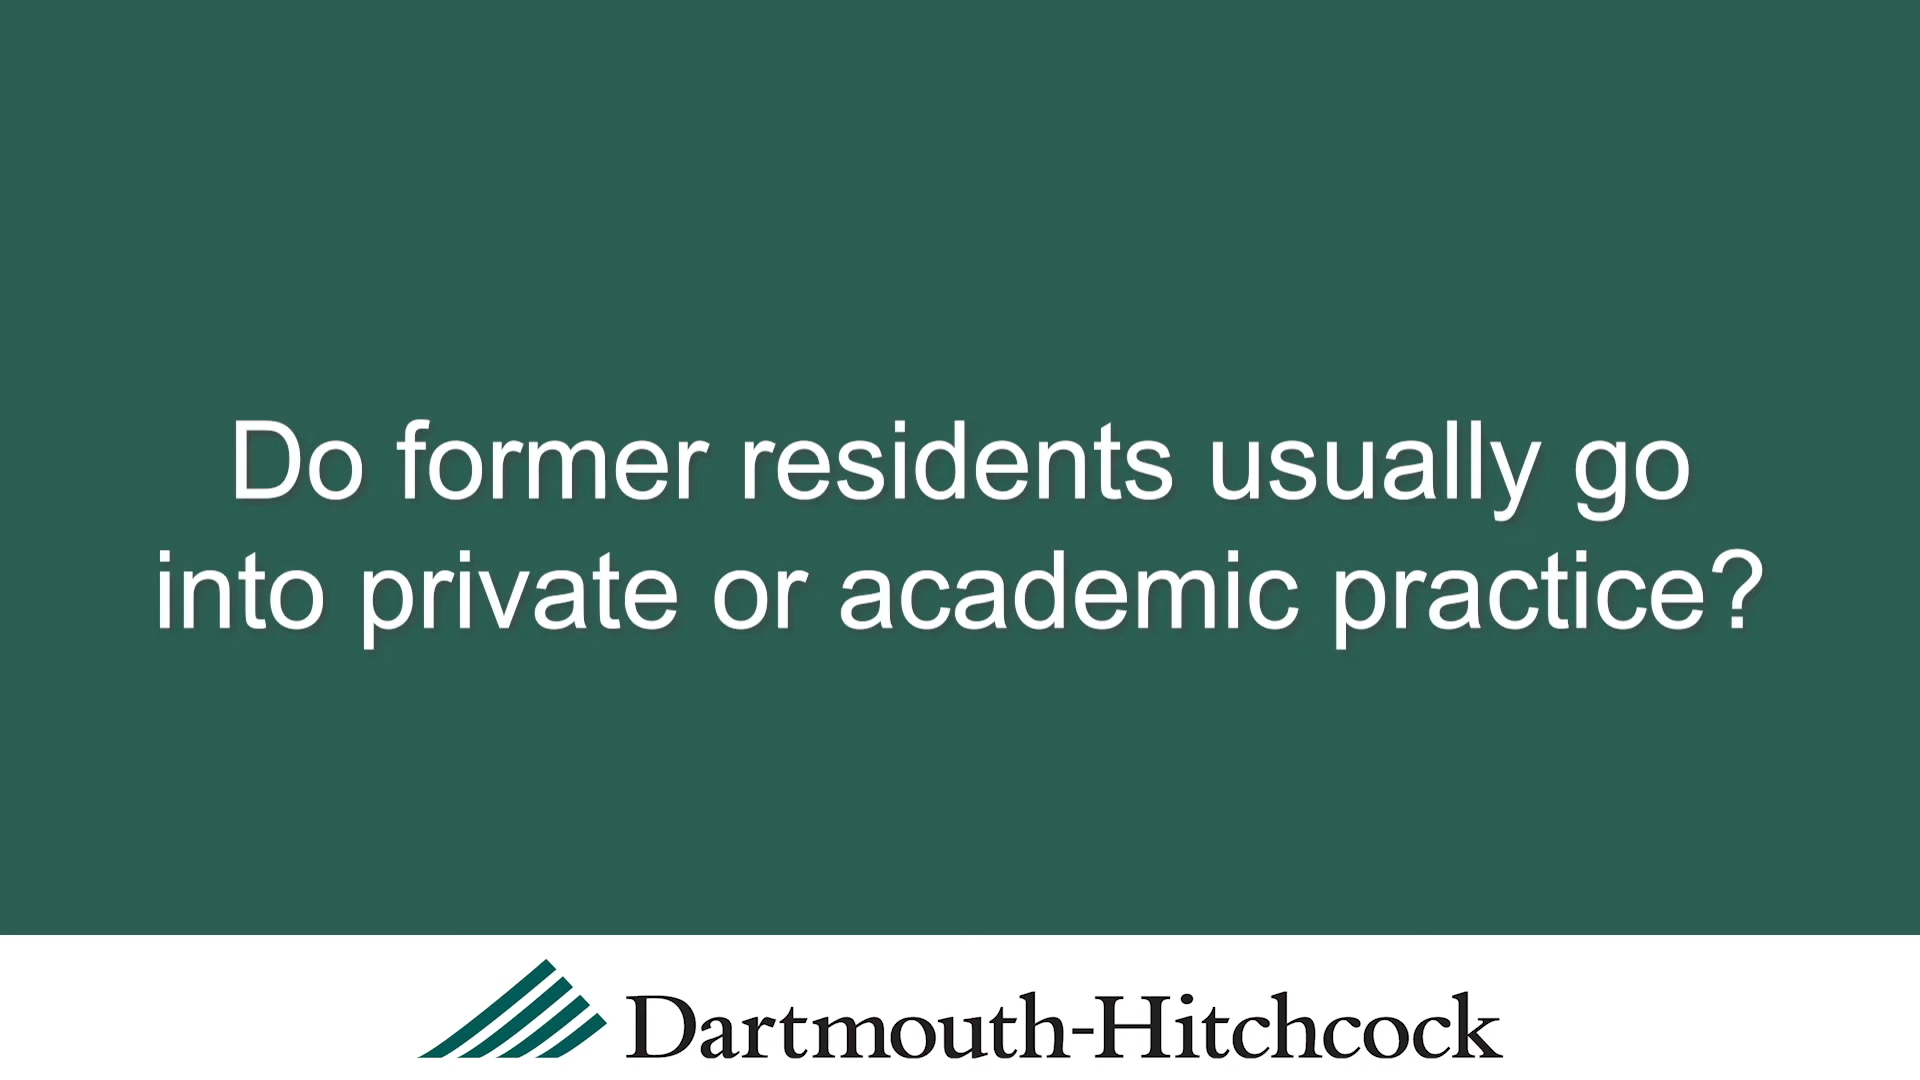 Do former residents usually go
into private or academic practice?
Dartmouth-Hitchcock